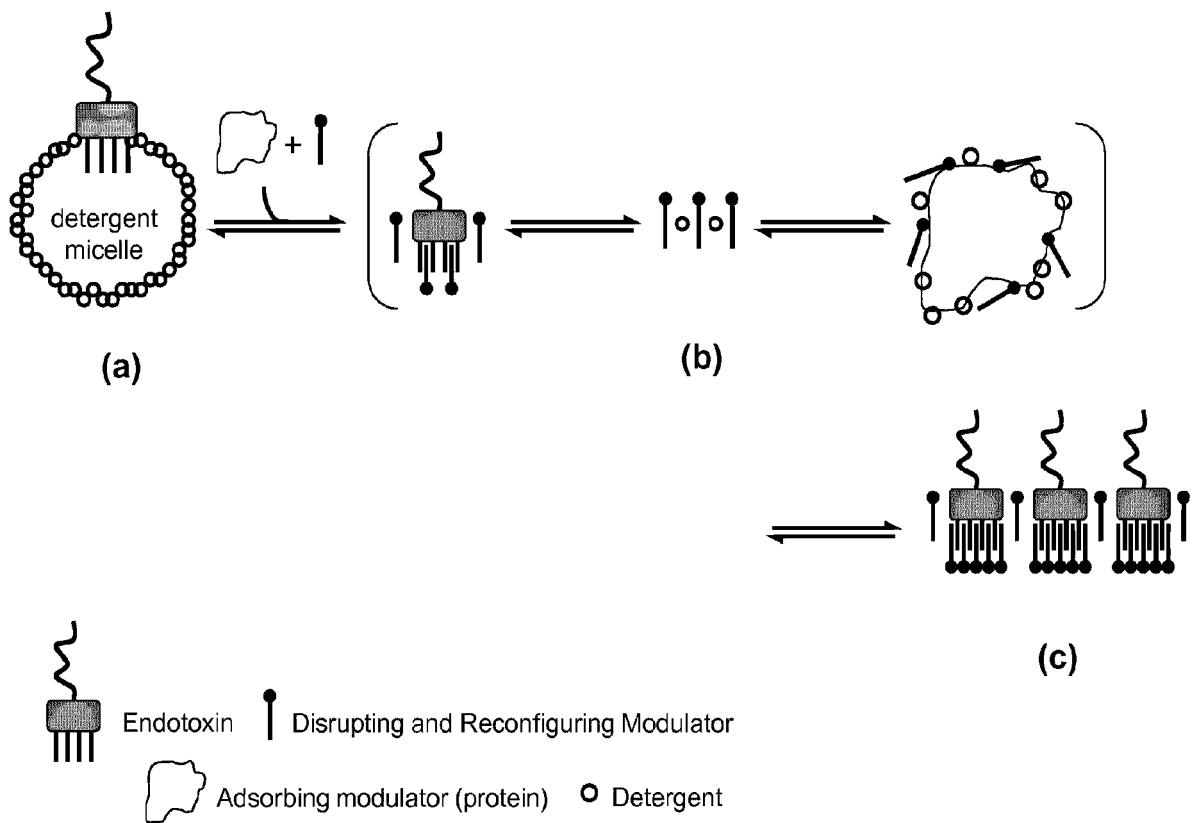 +
detergent
micelle
(a)
(b)
(c)
Endotoxin
Disrupting and Reconfiguring Modulator
Adsorbing modulator (protein)
Detergent